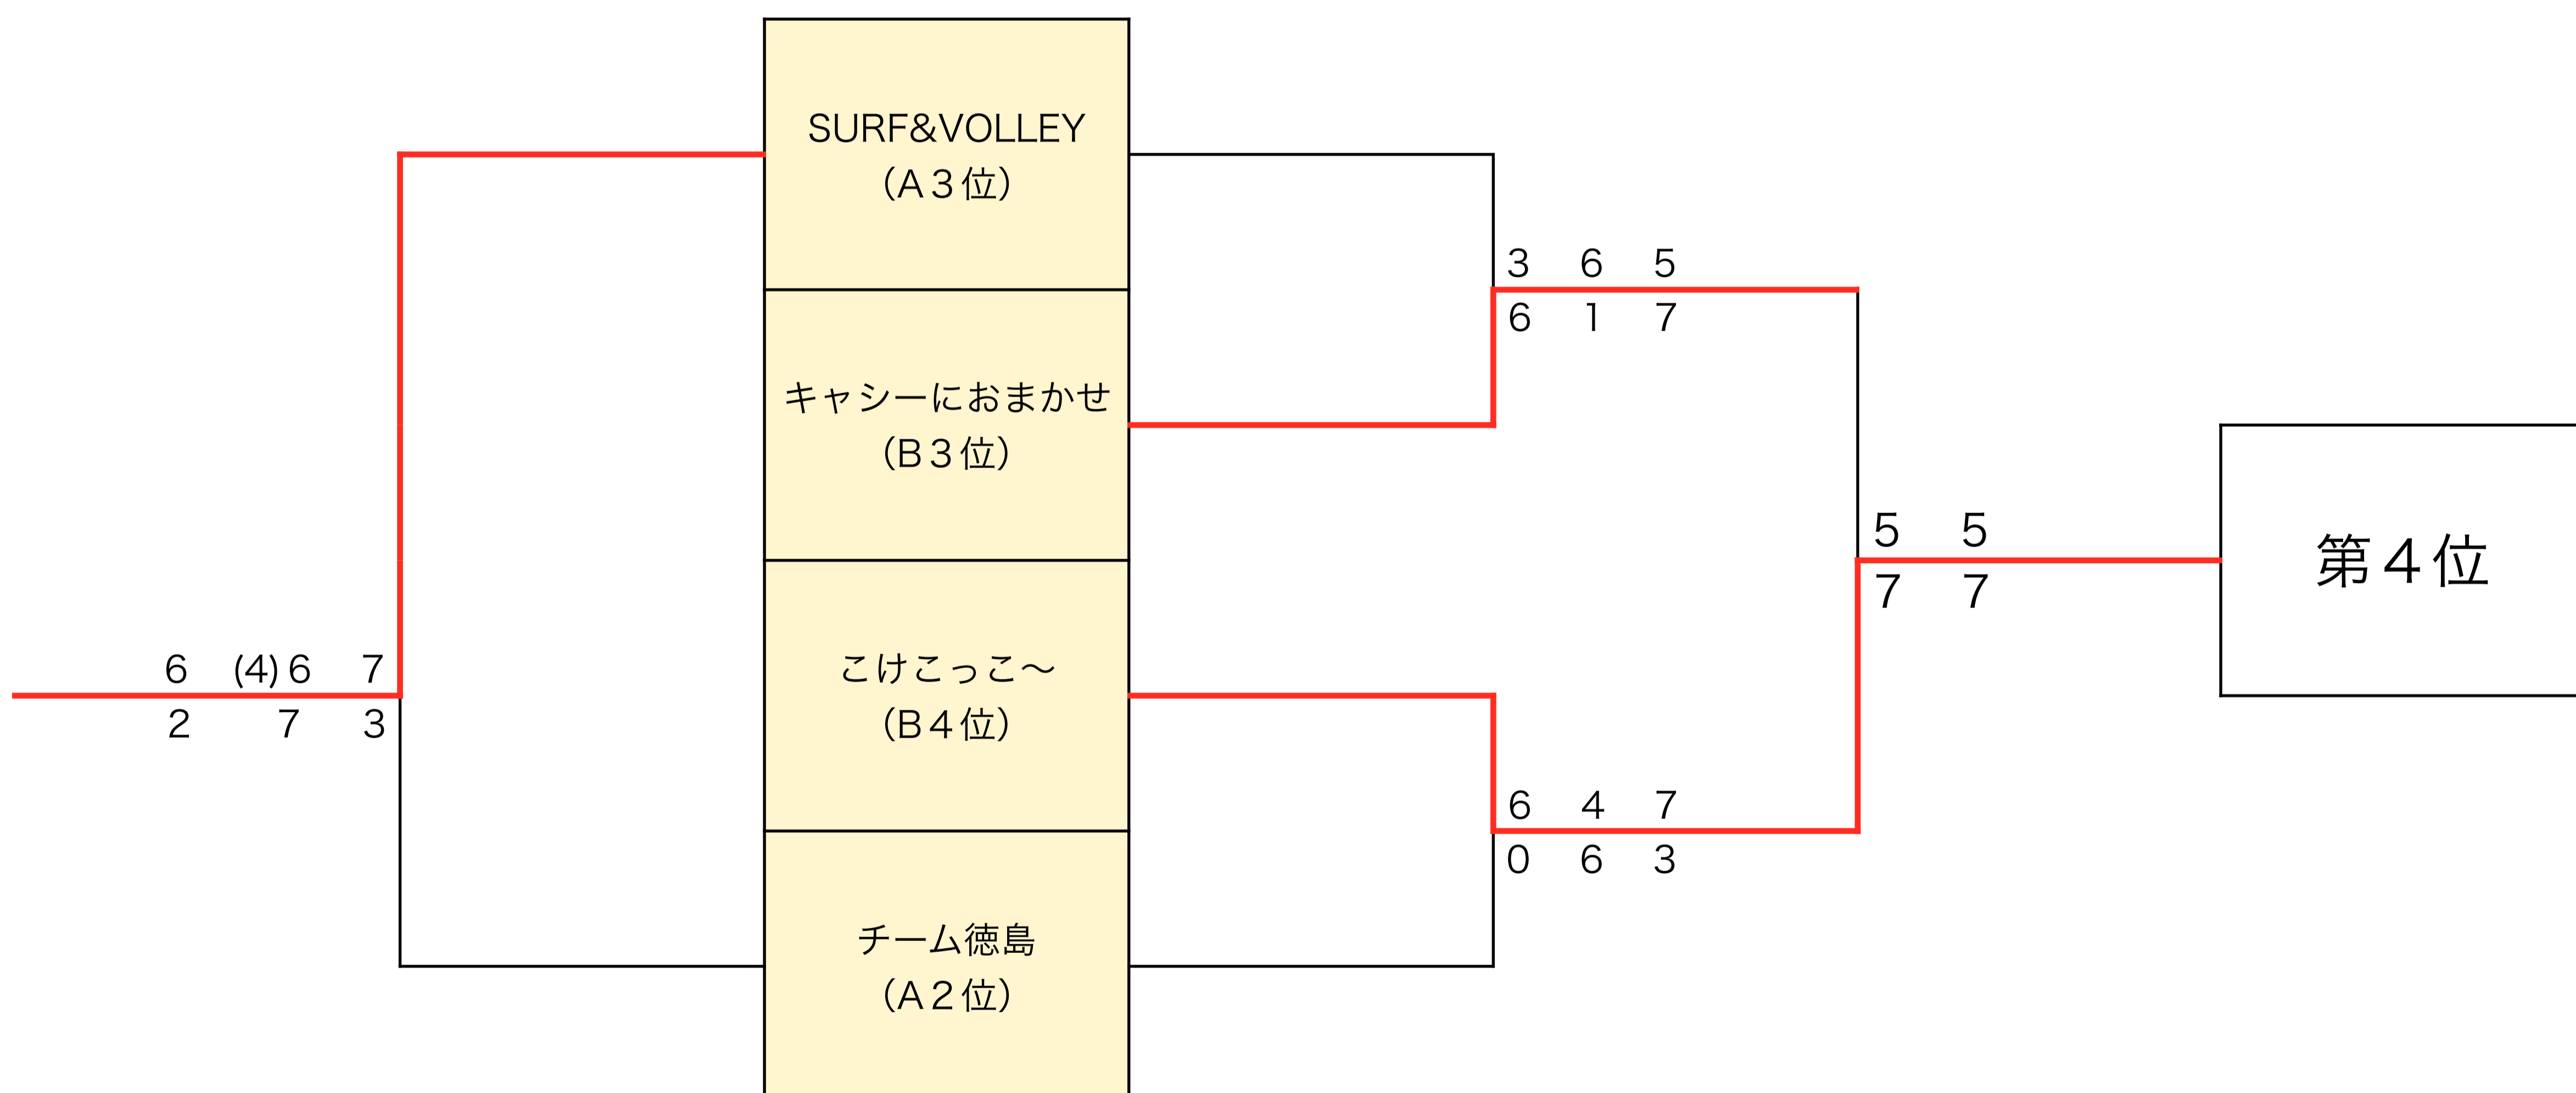 SURF&VOLLEY
(A3位)
3 6 5
6 1 7
キャシーにおまかせ
(B3位)
5 5
第4位
7 7
こけこっこ〜
(B4位)
6 (4) 6 7
2 7 3
6 4 7
0 6 3
チーム徳島
(A2位)